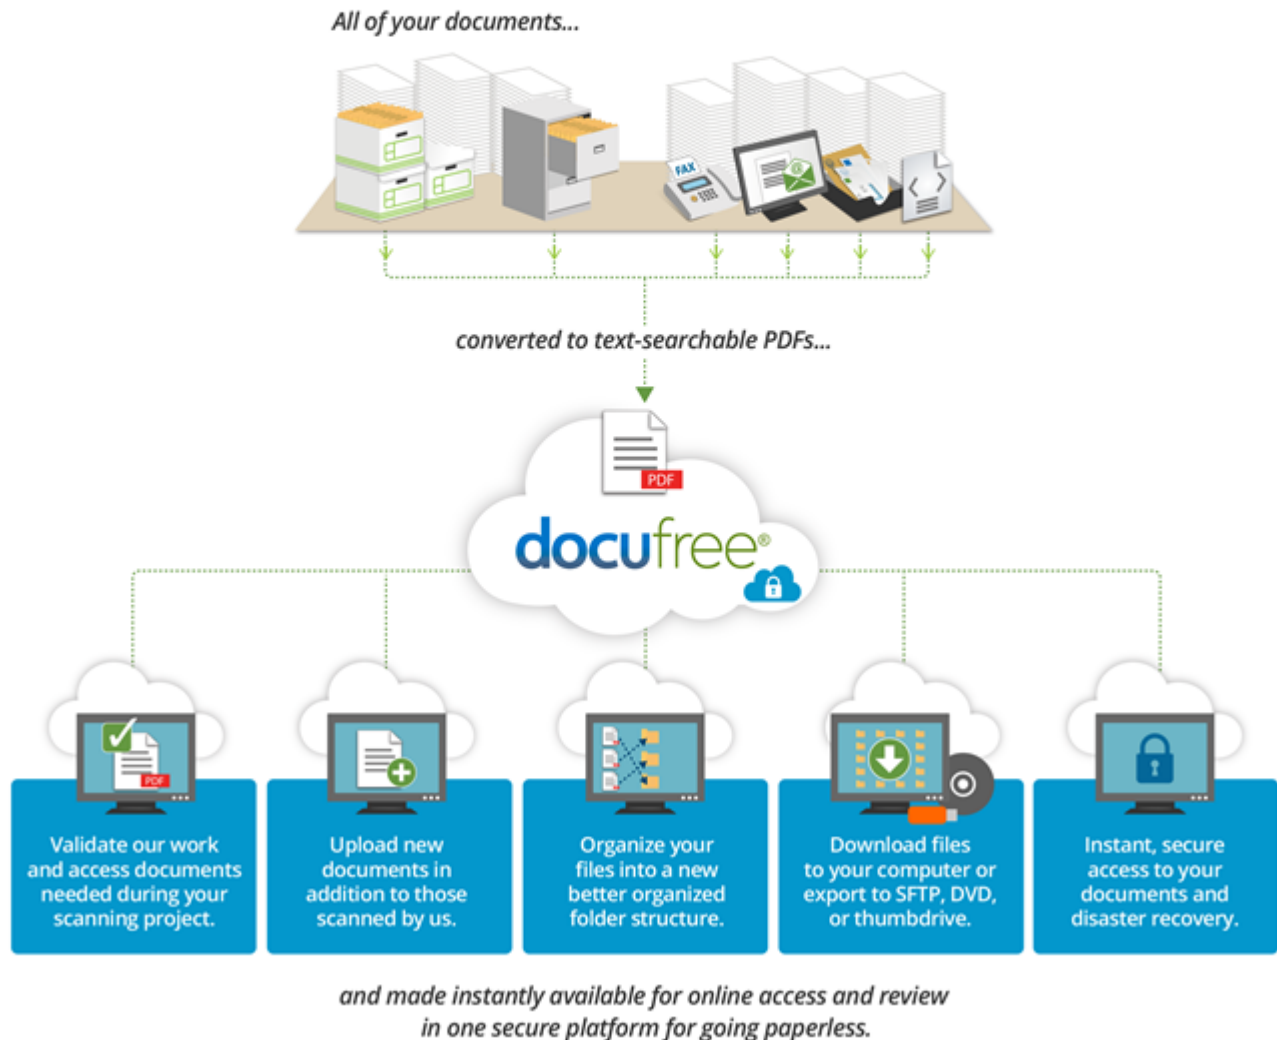 All of your documents...
FAX
@
converted to text-searchable PDFs...
PDF
docufree®
PDF
Validate our work
and access documents
needed during your
scanning project.
Upload new
documents in
addition to those
scanned by us.
Organize your
files into a new
better organized
folder structure.
Download files
to your computer or
export to SFTP, DVD,
or thumbdrive.
Instant, secure
access to your
documents and
disaster recovery.
and made instantly available for online access and review
in one secure platform for going paperless.